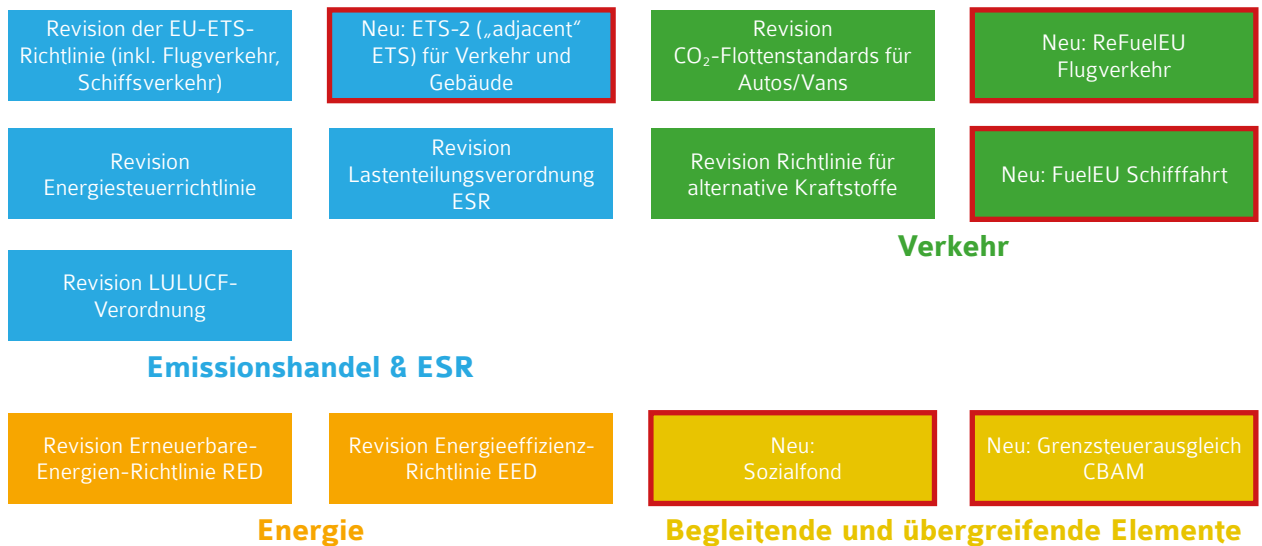 Revision der EU-ETS-
Richtlinie (inkl. Flugverkehr,
Schiffsverkehr)
Neu: ETS-2 („adjacent“
ETS) für Verkehr und
Gebäude
Revision
CO₂-Flottenstandards für
Autos/Vans
Neu: ReFuelEU
Flugverkehr
Revision
Energiesteuerrichtlinie
Revision
Lastenteilungsverordnung
ESR
Revision Richtlinie für
alternative Kraftstoffe
Neu: FuelEU Schifffahrt
Verkehr
Revision LULUCF-
Verordnung
Emissionshandel & ESR
Revision Erneuerbare-
Energien-Richtlinie RED
Revision Energieeffizienz-
Richtlinie EED
Neu:
Sozialfond
Neu: Grenzsteuerausgleich
CBAM
Energie
Begleitende und übergreifende Elemente